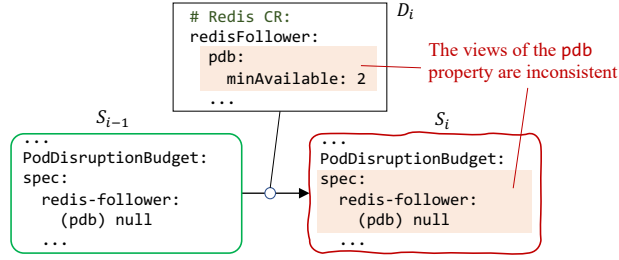 D_i
# Redis CR:
redisFollower:
  pdb:
    minAvailable: 2
  ...
The views of the pdb
property are inconsistent
S_{i-1}
...
PodDisruptionBudget:
spec:
  redis-follower:
    (pdb) null
  ...
S_i
...
PodDisruptionBudget:
spec:
  redis-follower:
    (pdb) null
  ...